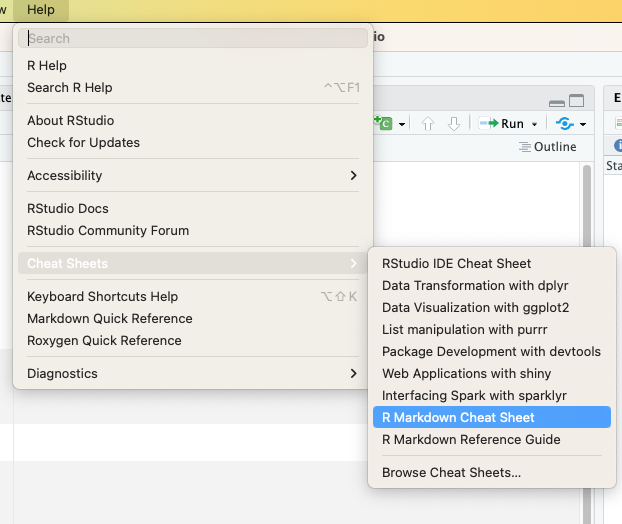 w Help
Search
io
R Help
Search R Help ^⌥F1
About RStudio
Check for Updates
Accessibility
RStudio Docs
RStudio Community Forum
Cheat Sheets
Keyboard Shortcuts Help ⌥⇧K
Markdown Quick Reference
Roxygen Quick Reference
Diagnostics
RStudio IDE Cheat Sheet
Data Transformation with dplyr
Data Visualization with ggplot2
List manipulation with purrr
Package Development with devtools
Web Applications with shiny
Interfacing Spark with sparklyr
R Markdown Cheat Sheet
R Markdown Reference Guide
Browse Cheat Sheets...
te
C Run
Outline
E
Sta